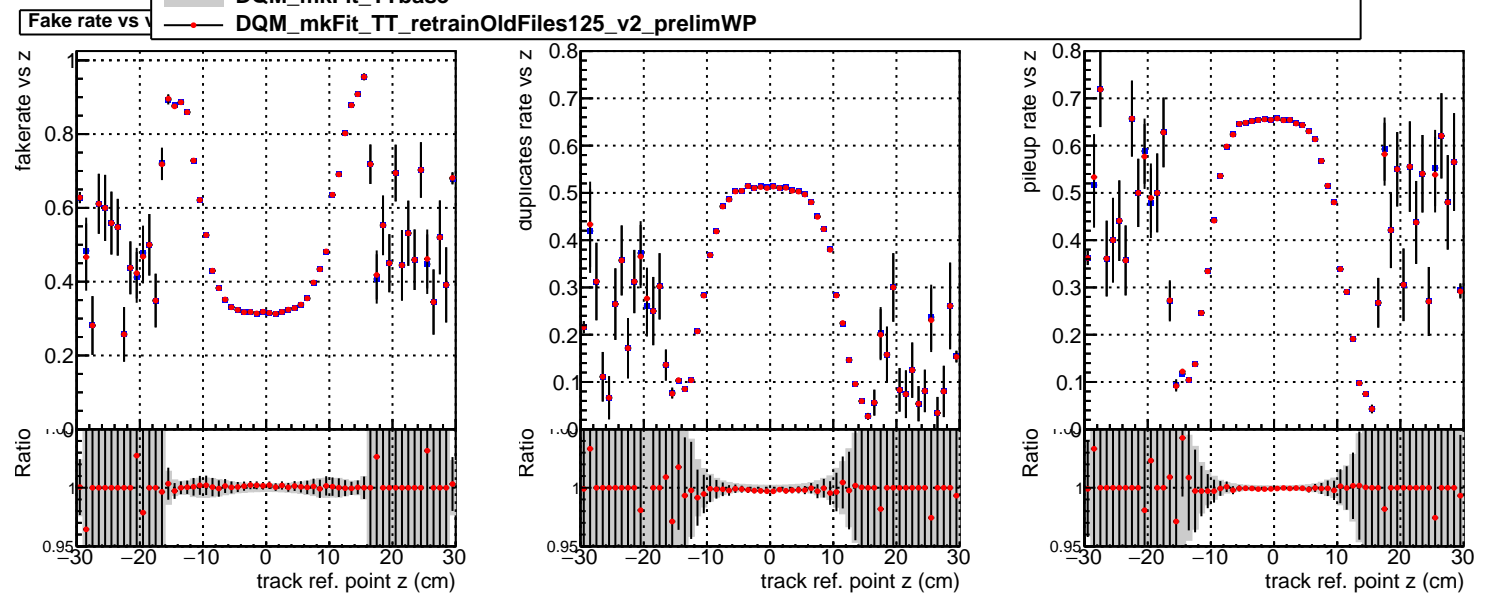 DQM_mkFit_TTbase
Fake rate vs v
DQM_mkFit_TT_retrainOldFiles125_v2_prelimWP
fakerate vs z
1
0.8
0.6
0.4
0.2
0
Ratio
1
0.95
−30 −20 −10 0 10 20 30
track ref. point z (cm)
duplicates rate vs z
0.8
0.7
0.6
0.5
0.4
0.3
0.2
0.1
0
Ratio
1
0.95
−30 −20 −10 0 10 20 30
track ref. point z (cm)
pileup rate vs z
0.8
0.7
0.6
0.5
0.4
0.3
0.2
0.1
0
Ratio
1
0.95
−30 −20 −10 0 10 20 30
track ref. point z (cm)